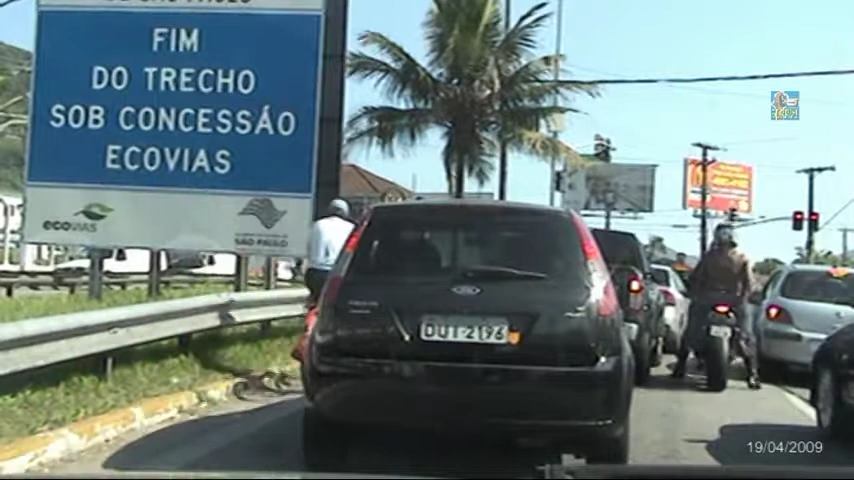 FIM
DO TRECHO
SOB CONCESSÃO
ECOVIAS
ecovias
SÃO PAULO
DUT-2196
19/04/2009